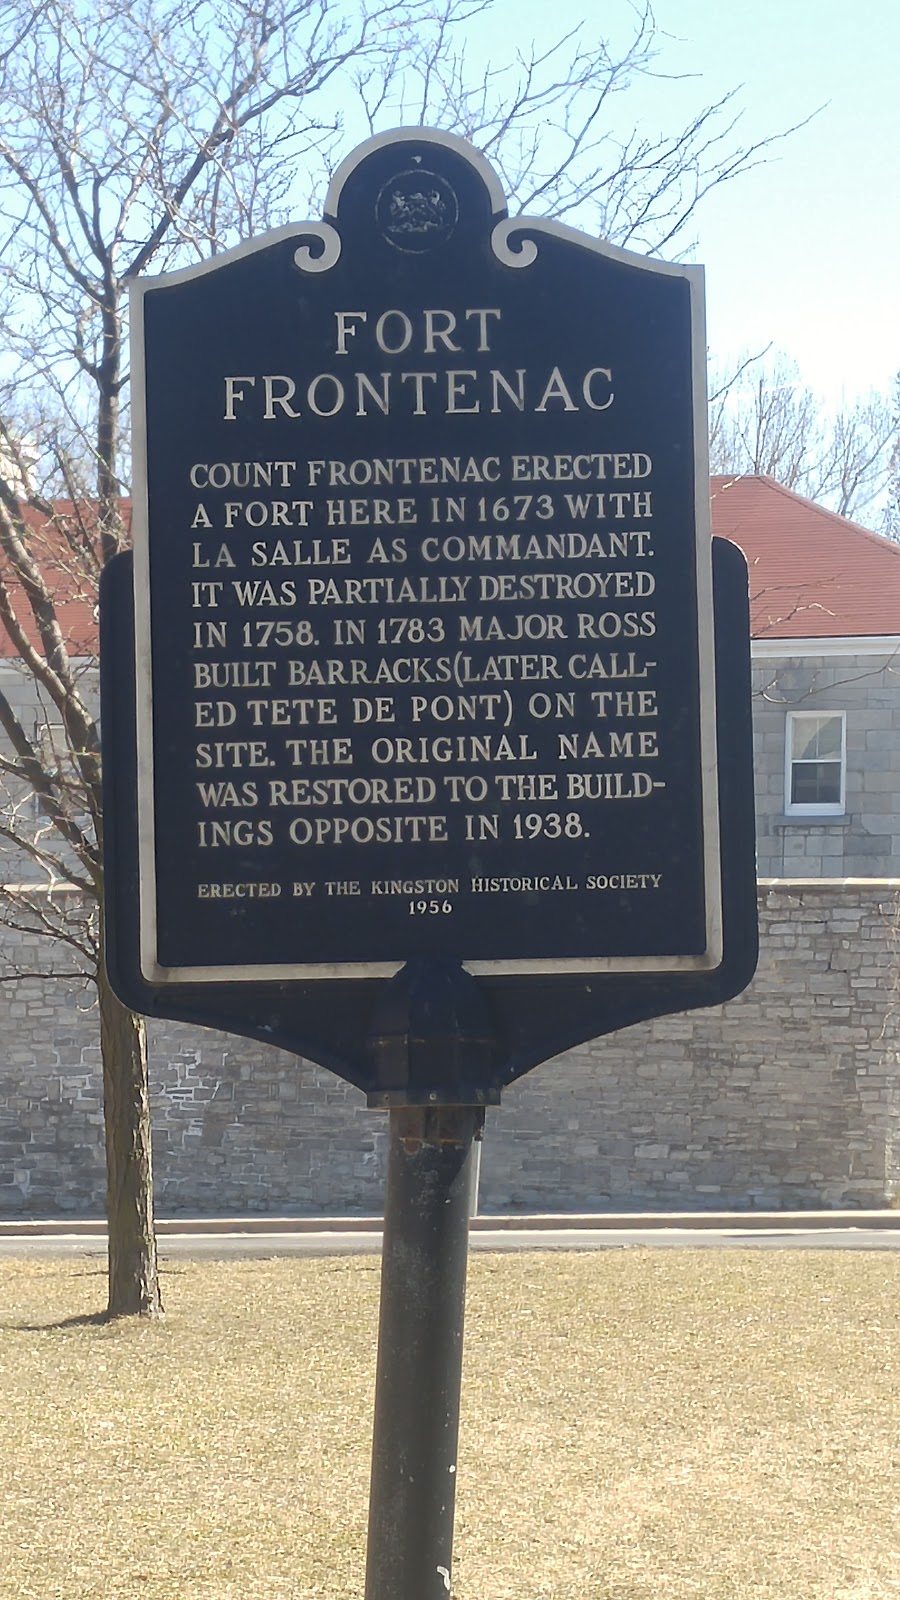 FORT
FRONTENAC
COUNT FRONTENAC ERECTED
A FORT HERE IN 1673 WITH
LA SALLE AS COMMANDANT.
IT WAS PARTIALLY DESTROYED
IN 1758. IN 1783 MAJOR ROSS
BUILT BARRACKS(LATER CALL-
ED TETE DE PONT) ON THE
SITE. THE ORIGINAL NAME
WAS RESTORED TO THE BUILD-
INGS OPPOSITE IN 1938.
ERECTED BY THE KINGSTON HISTORICAL SOCIETY
1956